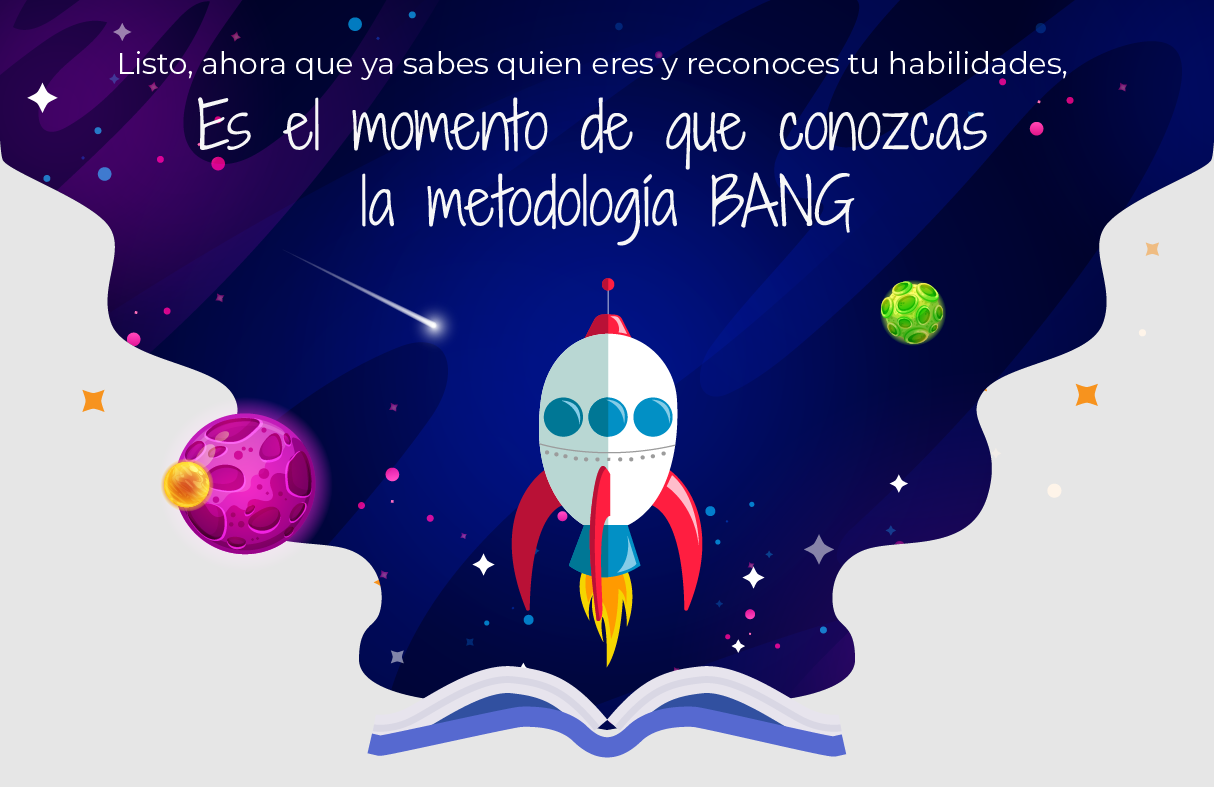 Listo, ahora que ya sabes quien eres y reconoces tu habilidades,
Es el momento de que conozcas
la metodología BANG